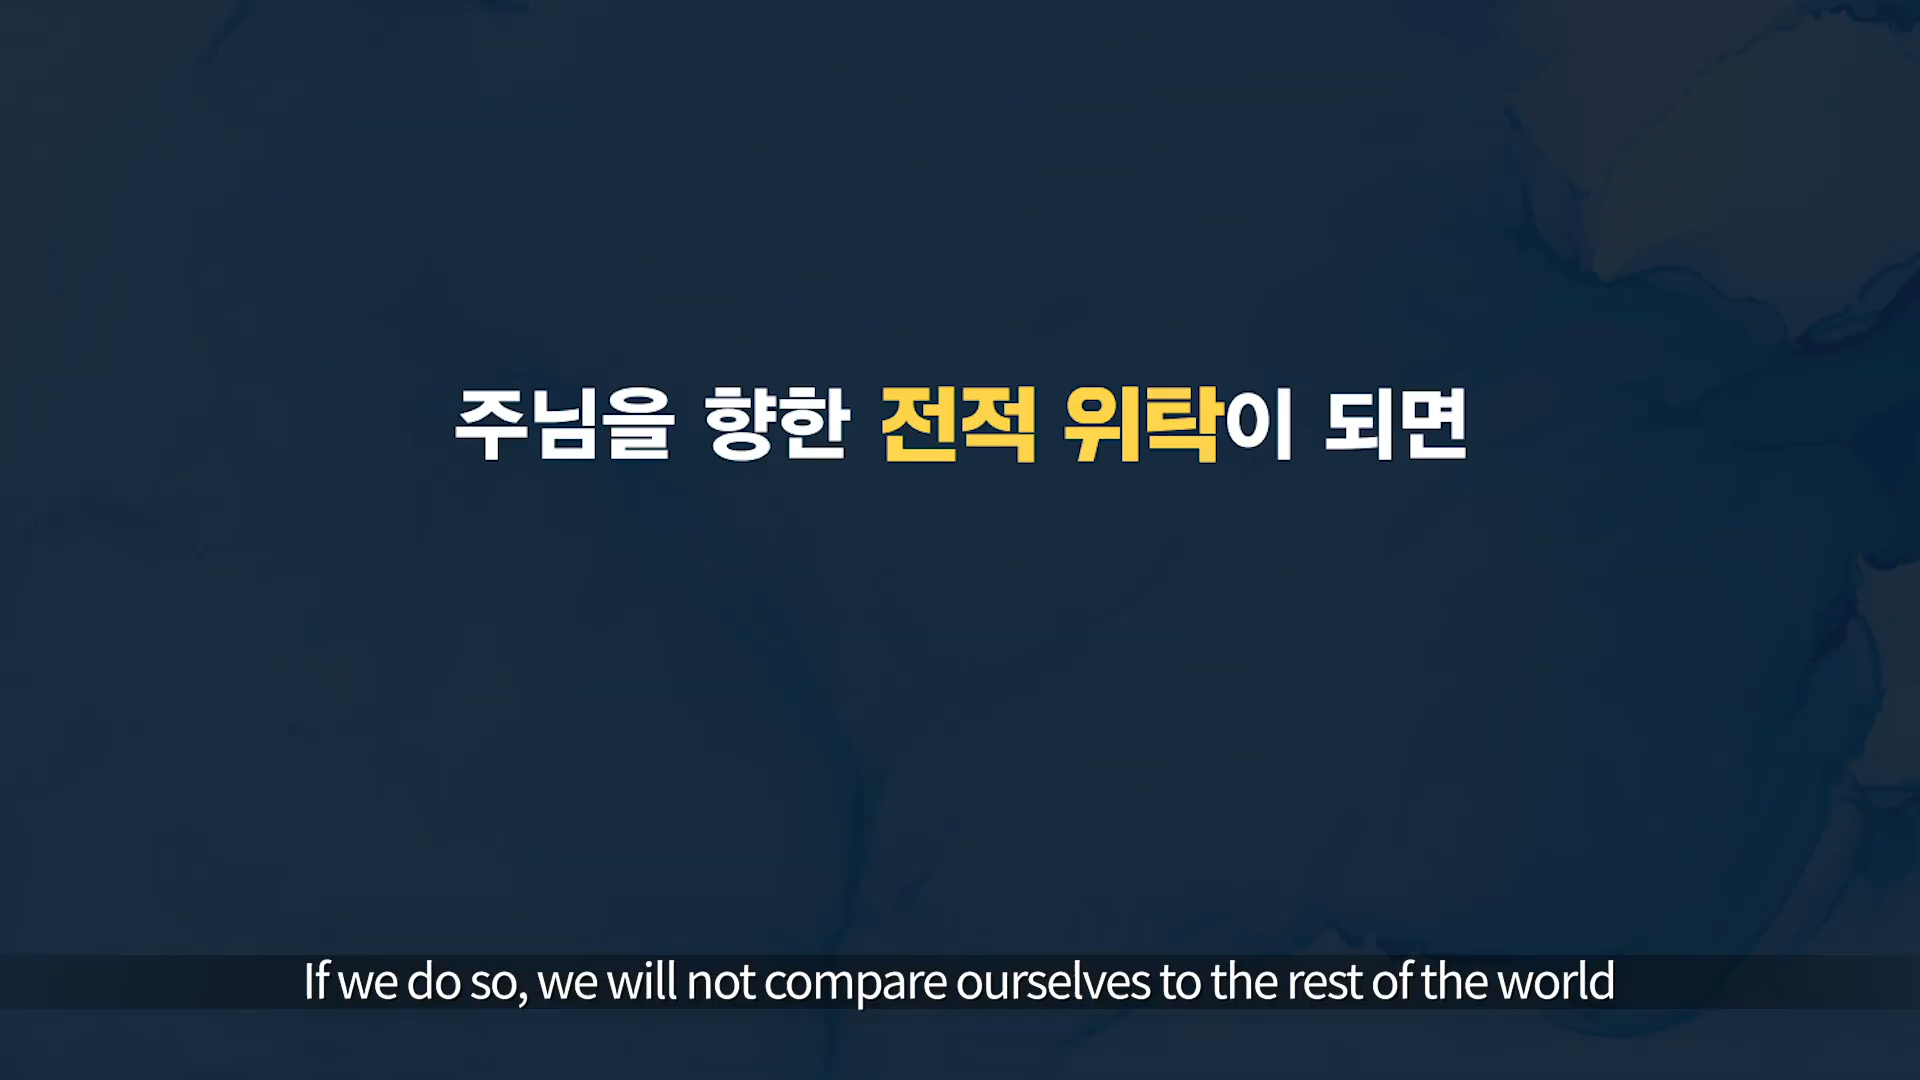 주님을 향한 전적 위탁이 되면
If we do so, we will not compare ourselves to the rest of the world